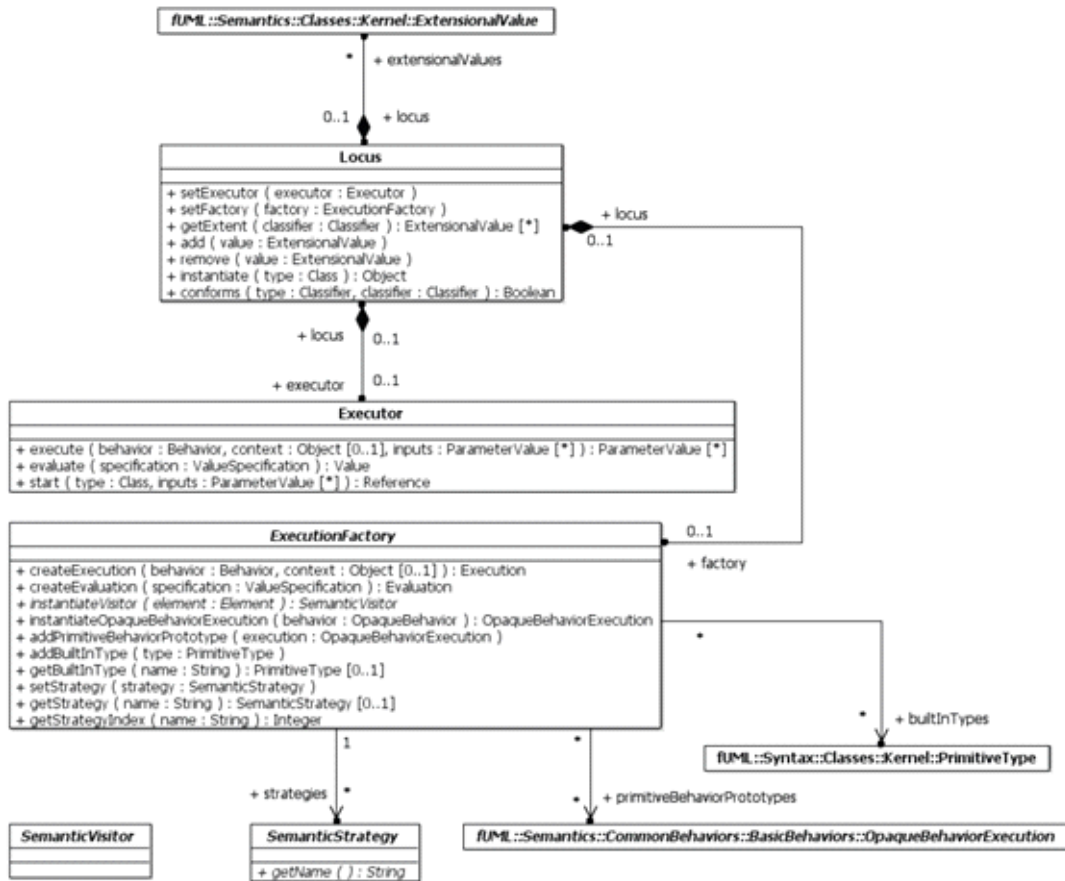 fUML::Semantics::Classes::Kernel::ExtensionalValue
*
+ extensionalValues
0..1
+ locus
Locus
+ setExecutor ( executor : Executor )
+ setFactory ( factory : ExecutionFactory )
+ getExtent ( classifier : Classifier ) : ExtensionalValue [*]
+ add ( value : ExtensionalValue )
+ remove ( value : ExtensionalValue )
+ instantiate ( type : Class ) : Object
+ conforms ( type : Classifier, classifier : Classifier ) : Boolean
+ locus
0..1
+ locus
0..1
+ executor
0..1
Executor
+ execute ( behavior : Behavior, context : Object [0..1], inputs : ParameterValue [*] ) : ParameterValue [*]
+ evaluate ( specification : ValueSpecification ) : Value
+ start ( type : Class, inputs : ParameterValue [*] ) : Reference
ExecutionFactory
0..1
+ factory
+ createExecution ( behavior : Behavior, context : Object [0..1] ) : Execution
+ createEvaluation ( specification : ValueSpecification ) : Evaluation
+ instantiateVisitor ( element : Element ) : SemanticVisitor
+ instantiateOpaqueBehaviorExecution ( behavior : OpaqueBehavior ) : OpaqueBehaviorExecution
+ addPrimitiveBehaviorPrototype ( execution : OpaqueBehaviorExecution )
+ addBuiltInType ( type : PrimitiveType )
+ getBuiltInType ( name : String ) : PrimitiveType [0..1]
+ setStrategy ( strategy : SemanticStrategy )
+ getStrategy ( name : String ) : SemanticStrategy [0..1]
+ getStrategyIndex ( name : String ) : Integer
*
*
+ builtInTypes
fUML::Syntax::Classes::Kernel::PrimitiveType
1
*
+ strategies
*
*
+ primitiveBehaviorPrototypes
SemanticVisitor
SemanticStrategy
+ getName ( ) : String
fUML::Semantics::CommonBehaviors::BasicBehaviors::OpaqueBehaviorExecution